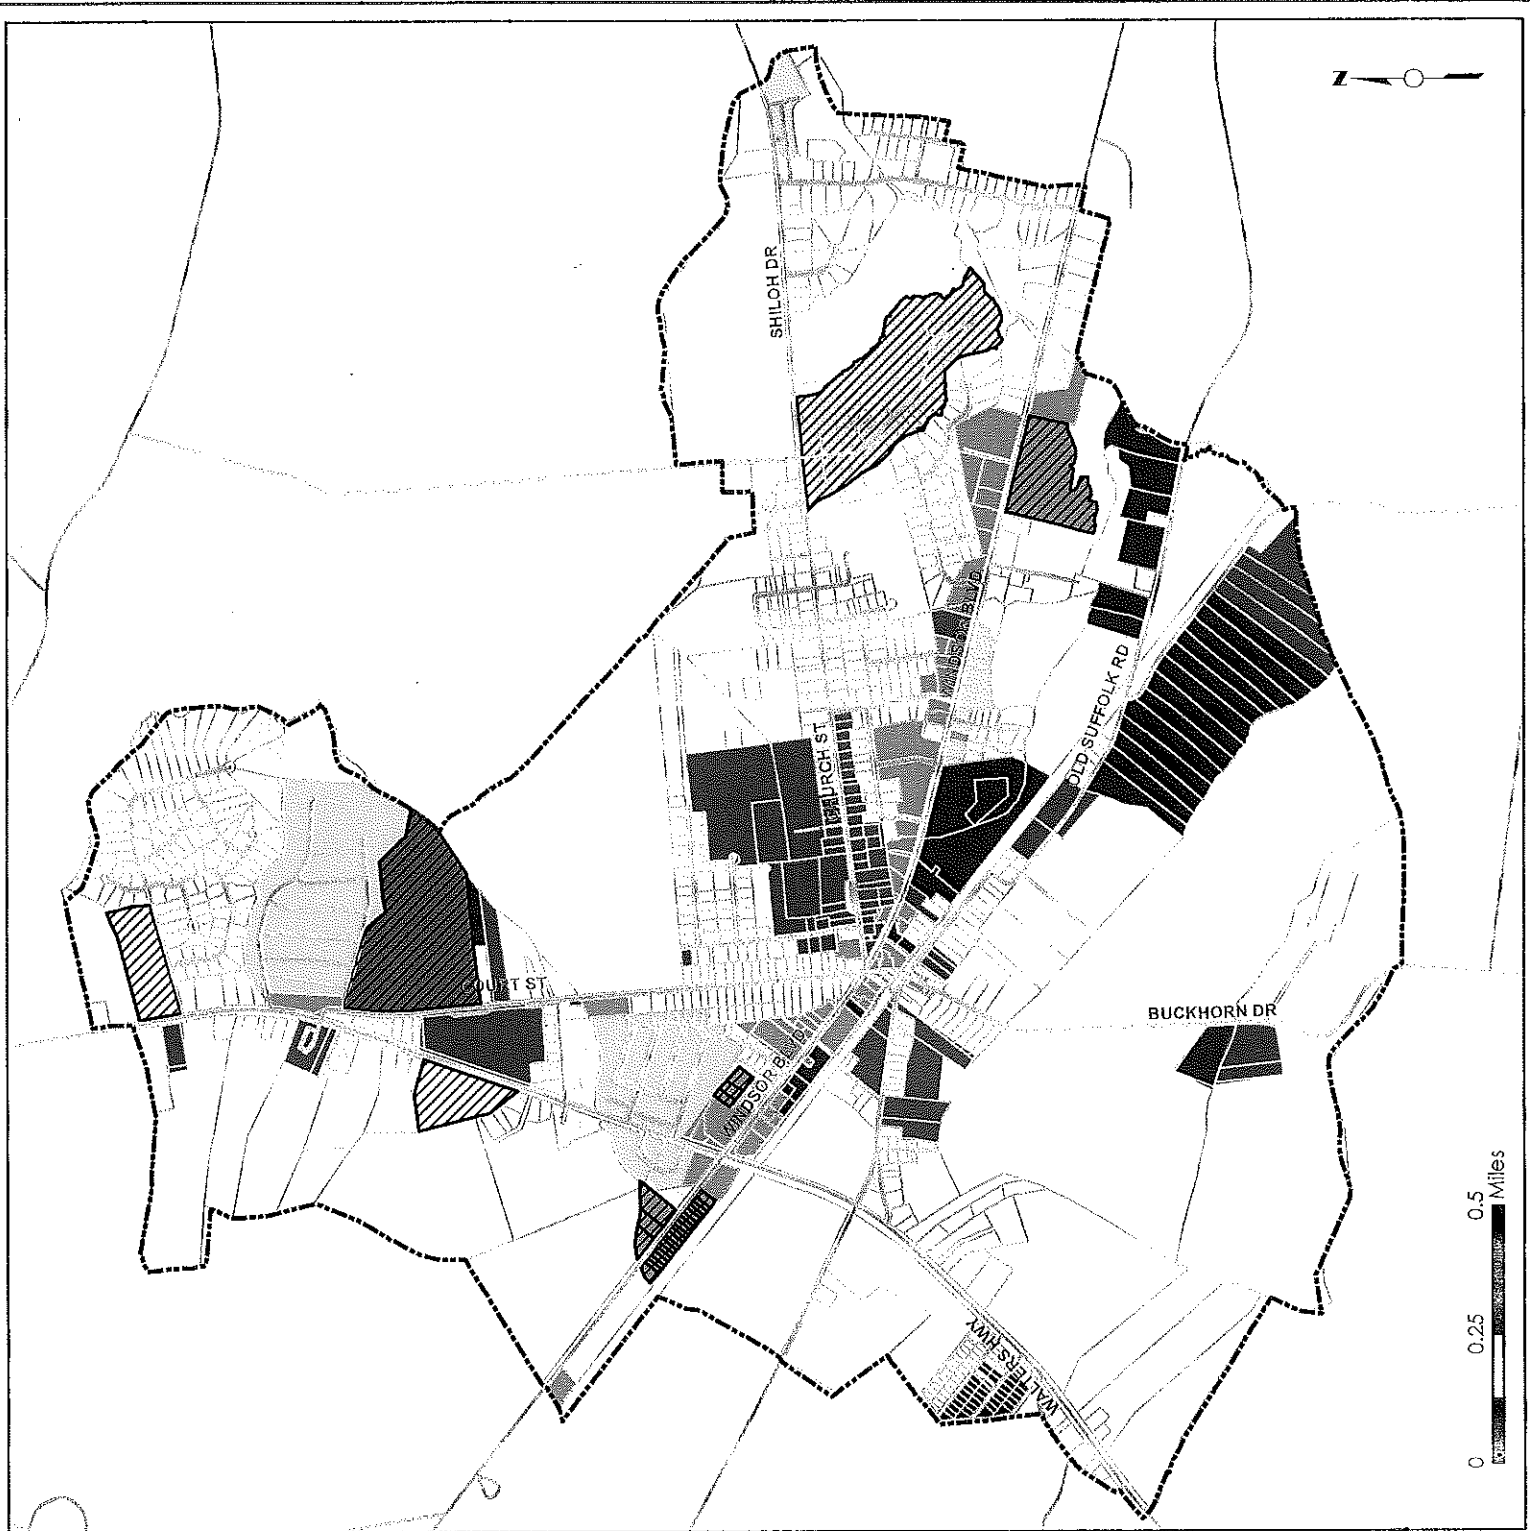 N
SHILOH DR
WINDSOR BLVD
CHURCH ST
OLD SUFFOLK RD
COURT ST
BUCKHORN DR
WINDSOR BLVD
WALTERS HWY
0 0.25 0.5
Miles